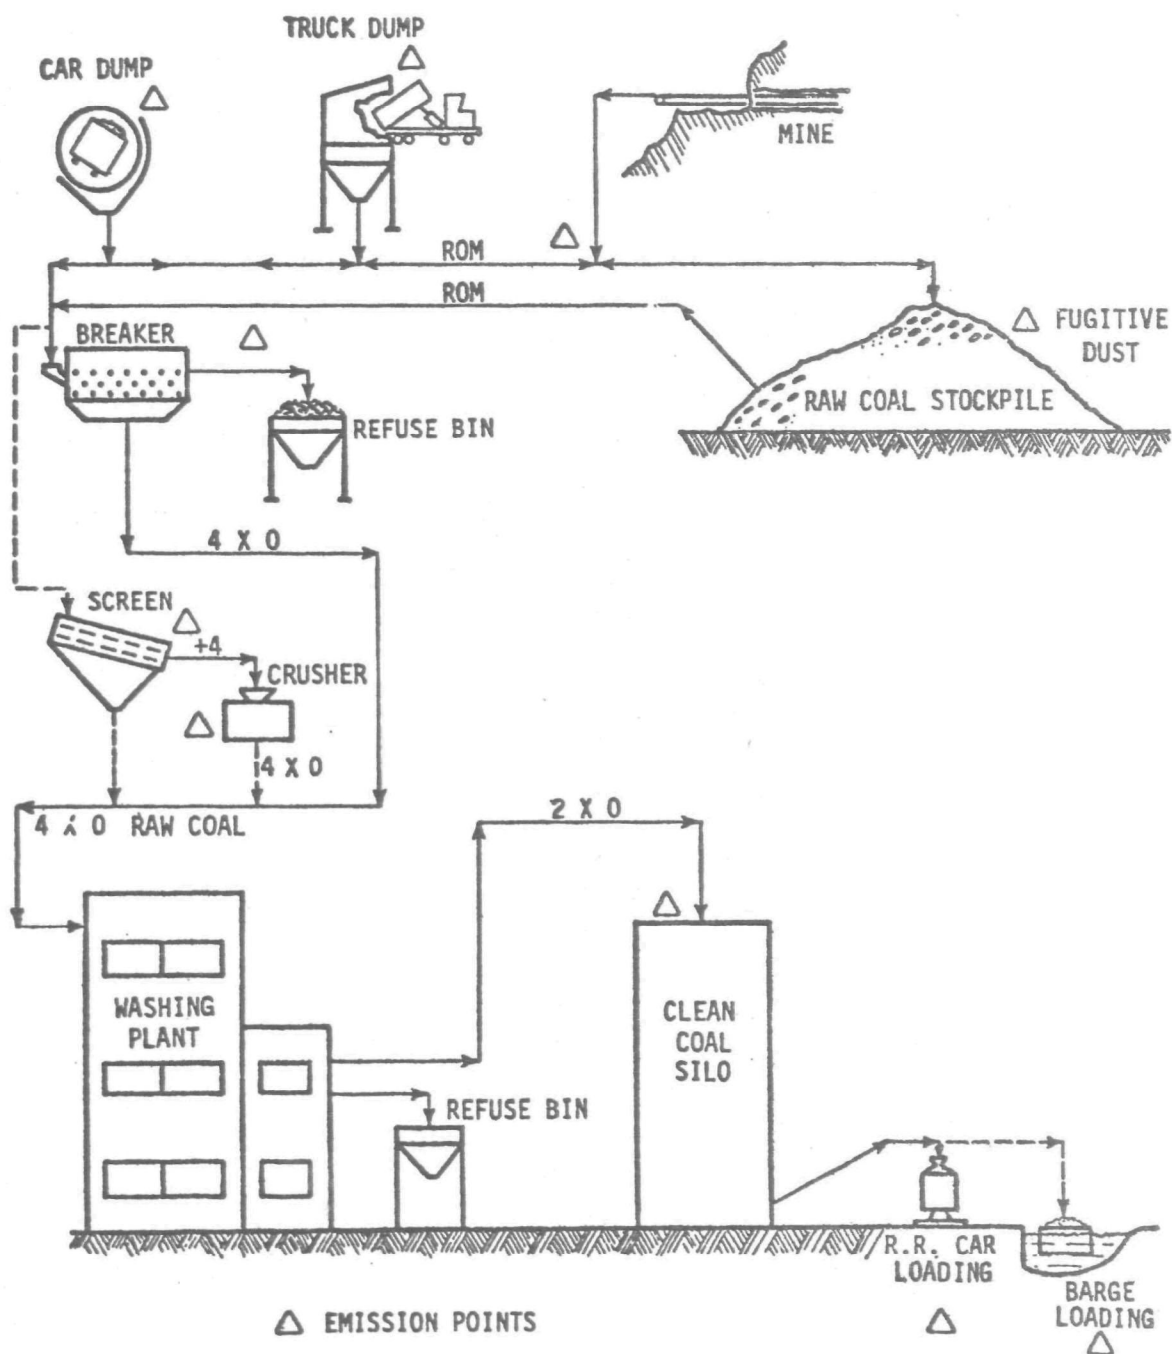 TRUCK DUMP
CAR DUMP
MINE
ROM
ROM
FUGITIVE
DUST
BREAKER
RAW COAL STOCKPILE
REFUSE BIN
4 X 0
SCREEN
+4
CRUSHER
4 X 0
2 X 0
4 X 0 RAW COAL
WASHING
PLANT
CLEAN
COAL
SILO
REFUSE BIN
R.R. CAR
LOADING
BARGE
LOADING
EMISSION POINTS